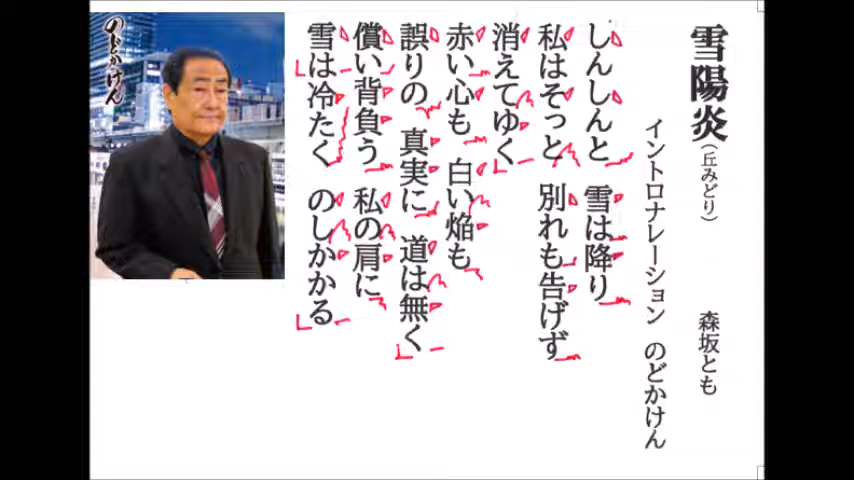 雪陽炎(丘みどり) 森坂とも
イントロナレーション のどかけん
しんしんと 雪は降り
私はそっと 別れも告げず
消えてゆく
赤い心も 白い焔も
誤りの 真実に 道は無く
償い背負う 私の肩に
雪は冷たく のしかかる
のどかけん